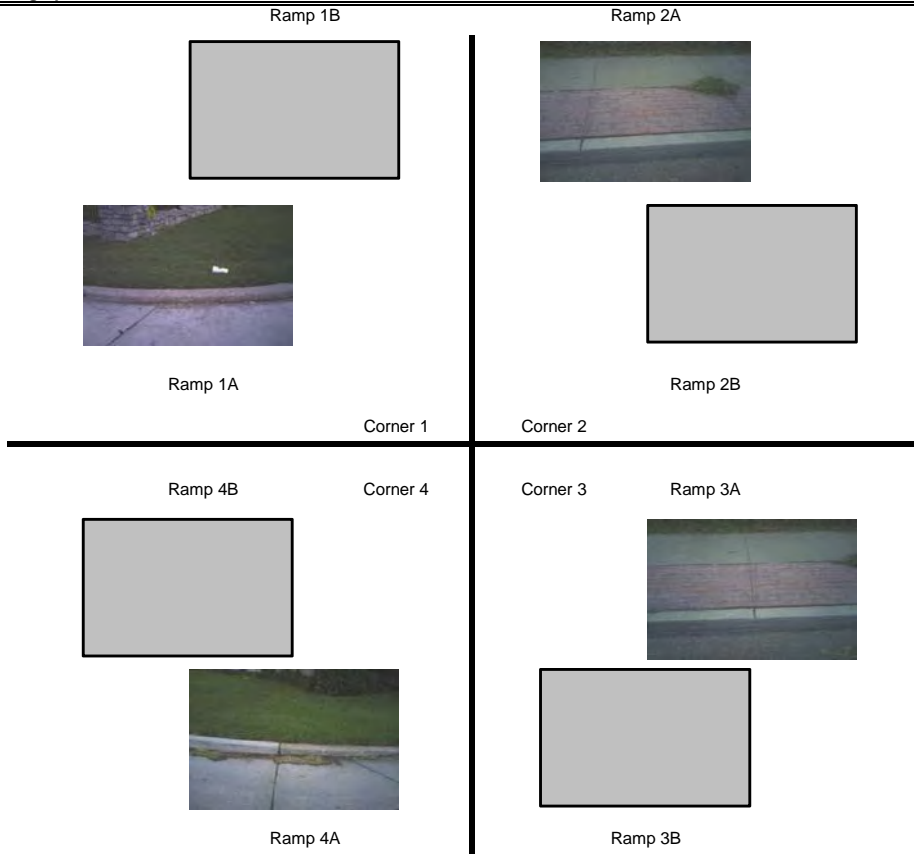 Ramp 1B
Ramp 2A
Ramp 1A
Ramp 2B
Corner 1
Corner 2
Ramp 4B
Corner 4
Corner 3
Ramp 3A
Ramp 4A
Ramp 3B